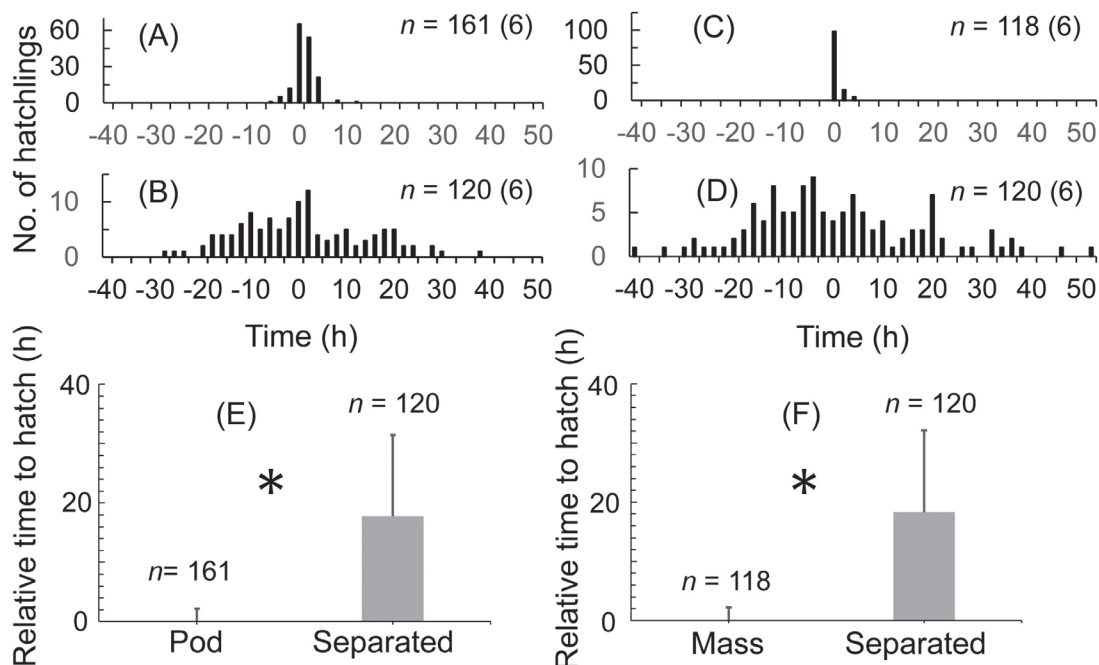 No. of hatchlings
60
30
0
(A)
n = 161 (6)
-40 -30 -20 -10 0 10 20 30 40 50
100
50
0
(C)
n = 118 (6)
-40 -30 -20 -10 0 10 20 30 40 50
10
0
(B)
n = 120 (6)
-40 -30 -20 -10 0 10 20 30 40 50
Time (h)
10
5
0
(D)
n = 120 (6)
-40 -30 -20 -10 0 10 20 30 40 50
Time (h)
Relative time to hatch (h)
40
20
0
(E)
n = 120
*
n= 161
Pod Separated
Relative time to hatch (h)
40
20
0
(F)
n = 120
*
n = 118
Mass Separated